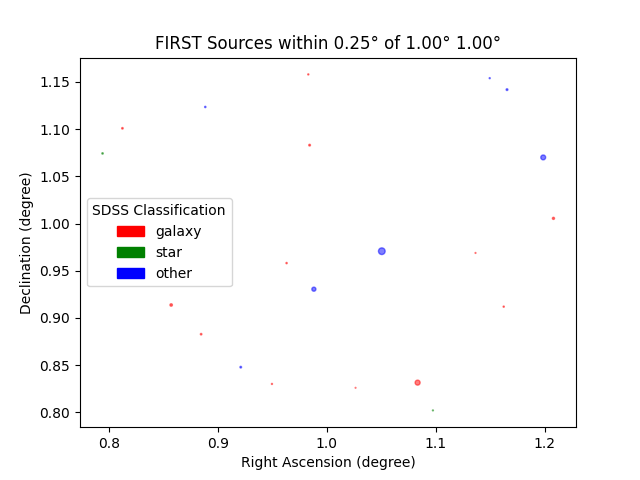 FIRST Sources within 0.25° of 1.00° 1.00°
1.15
1.10
1.05
1.00
0.95
0.90
0.85
0.80
Declination (degree)
SDSS Classification
galaxy
star
other
0.8 0.9 1.0 1.1 1.2
Right Ascension (degree)